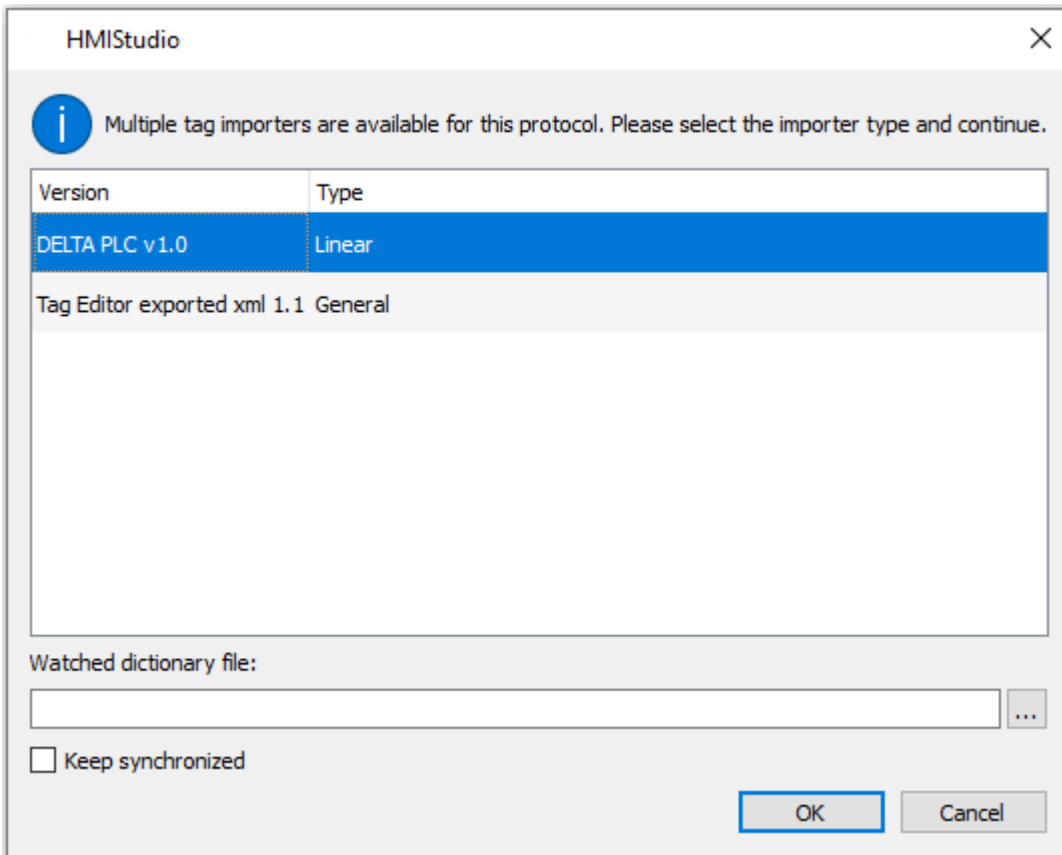 HMIStudio
Multiple tag importers are available for this protocol. Please select the importer type and continue.
Version Type
DELTA PLC v1.0 Linear
Tag Editor exported xml 1.1 General
Watched dictionary file:
...
Keep synchronized
OK Cancel